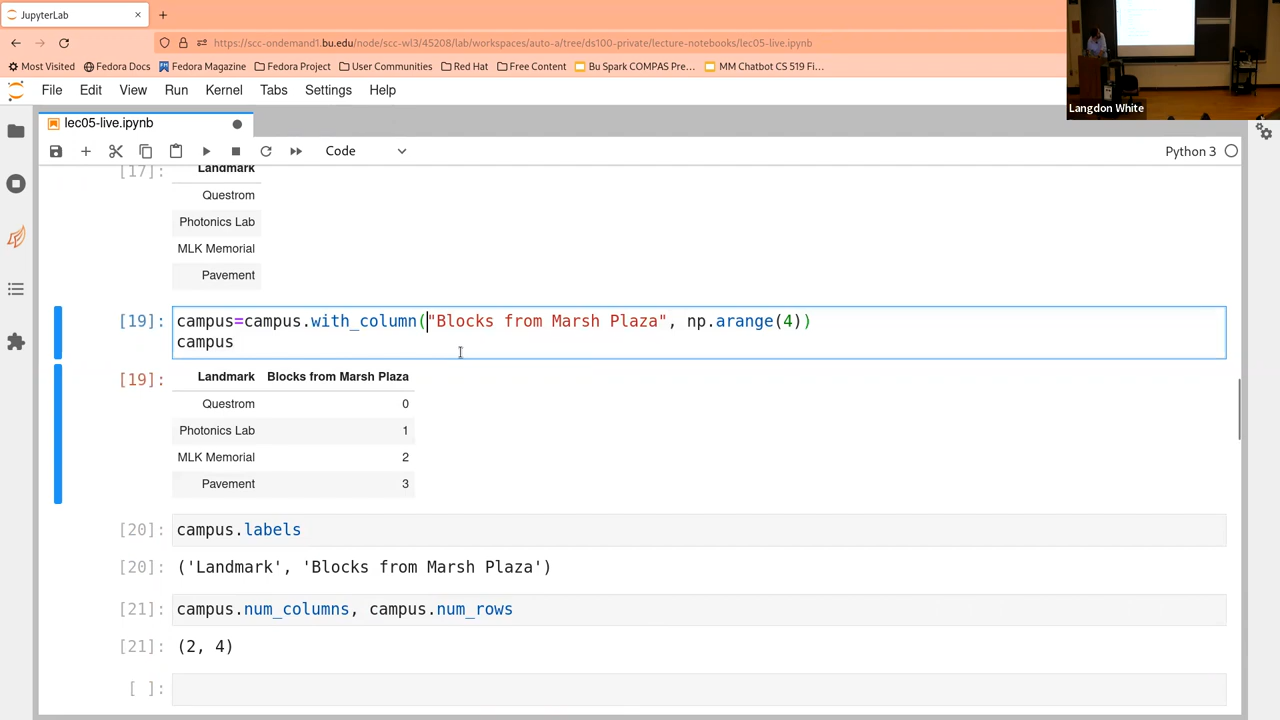 JupyterLab
https://scc-ondemand1.bu.edu/node/scc-wl3/45208/lab/workspaces/auto-a/tree/ds100-private/lecture-notebooks/lec05-live.ipynb
Most Visited Fedora Docs Fedora Magazine Fedora Project User Communities Red Hat Free Content Bu Spark COMPAS Pre… MM Chatbot CS 519 Fi…
Langdon White
File Edit View Run Kernel Tabs Settings Help
lec05-live.ipynb
Code Python 3
[17]: Landmark
Questrom
Photonics Lab
MLK Memorial
Pavement
[19]: campus=campus.with_column("Blocks from Marsh Plaza", np.arange(4))
campus
[19]: Landmark Blocks from Marsh Plaza
Questrom 0
Photonics Lab 1
MLK Memorial 2
Pavement 3
[20]: campus.labels
[20]: ('Landmark', 'Blocks from Marsh Plaza')
[21]: campus.num_columns, campus.num_rows
[21]: (2, 4)
[ ]: